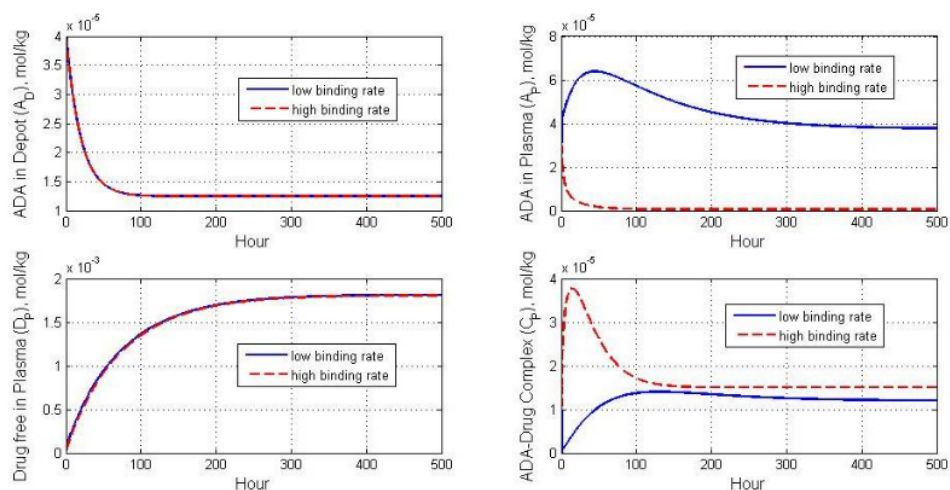 x 10⁻⁵
4
3.5
3
2.5
2
1.5
1
0 100 200 300 400 500
Hour
ADA in Depot (A_D), mol/kg
low binding rate
high binding rate
x 10⁻⁵
8
6
4
2
0
0 100 200 300 400 500
Hour
ADA in Plasma (A_P), mol/kg
low binding rate
high binding rate
x 10⁻³
2
1.5
1
0.5
0
0 100 200 300 400 500
Hour
Drug free in Plasma (D_P), mol/kg
low binding rate
high binding rate
x 10⁻⁵
4
3
2
1
0
0 100 200 300 400 500
Hour
ADA-Drug Complex (C_P), mol/kg
low binding rate
high binding rate